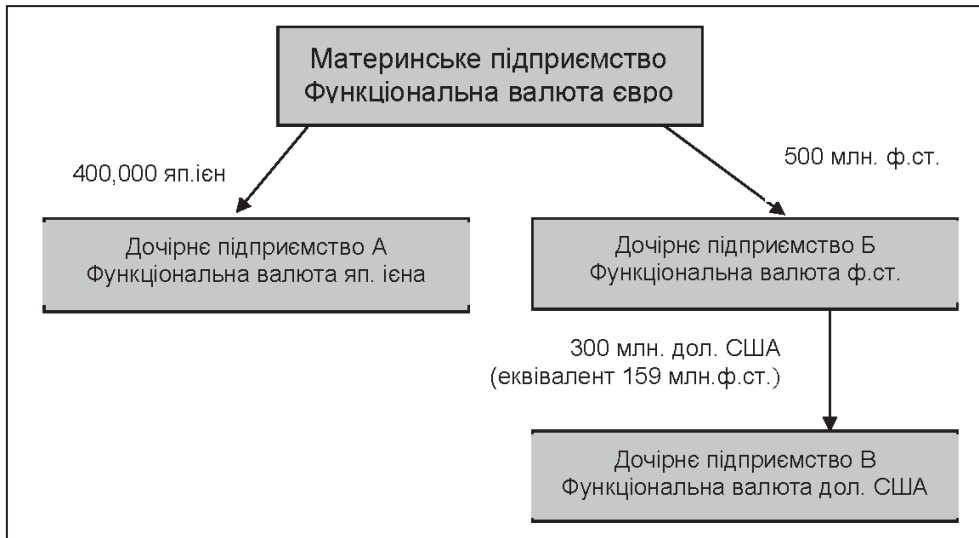 Материнське підприємство
Функціональна валюта євро
400,000 яп.ієн
500 млн. ф.ст.
Дочірнє підприємство А
Функціональна валюта яп. ієна
Дочірнє підприємство Б
Функціональна валюта ф.ст.
300 млн. дол. США
(еквівалент 159 млн.ф.ст.)
Дочірнє підприємство В
Функціональна валюта дол. США